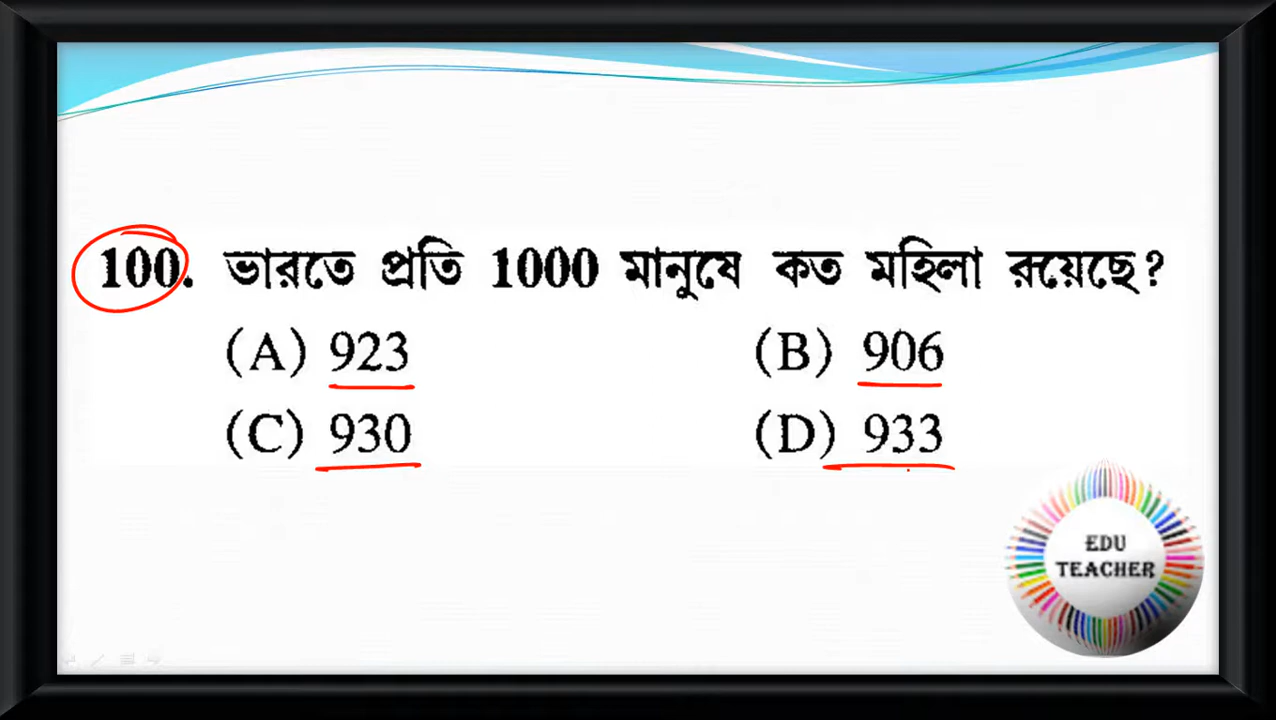 100. ভারতে প্রতি 1000 মানুষে কত মহিলা রয়েছে?
(A) 923 (B) 906
(C) 930 (D) 933
EDU
TEACHER